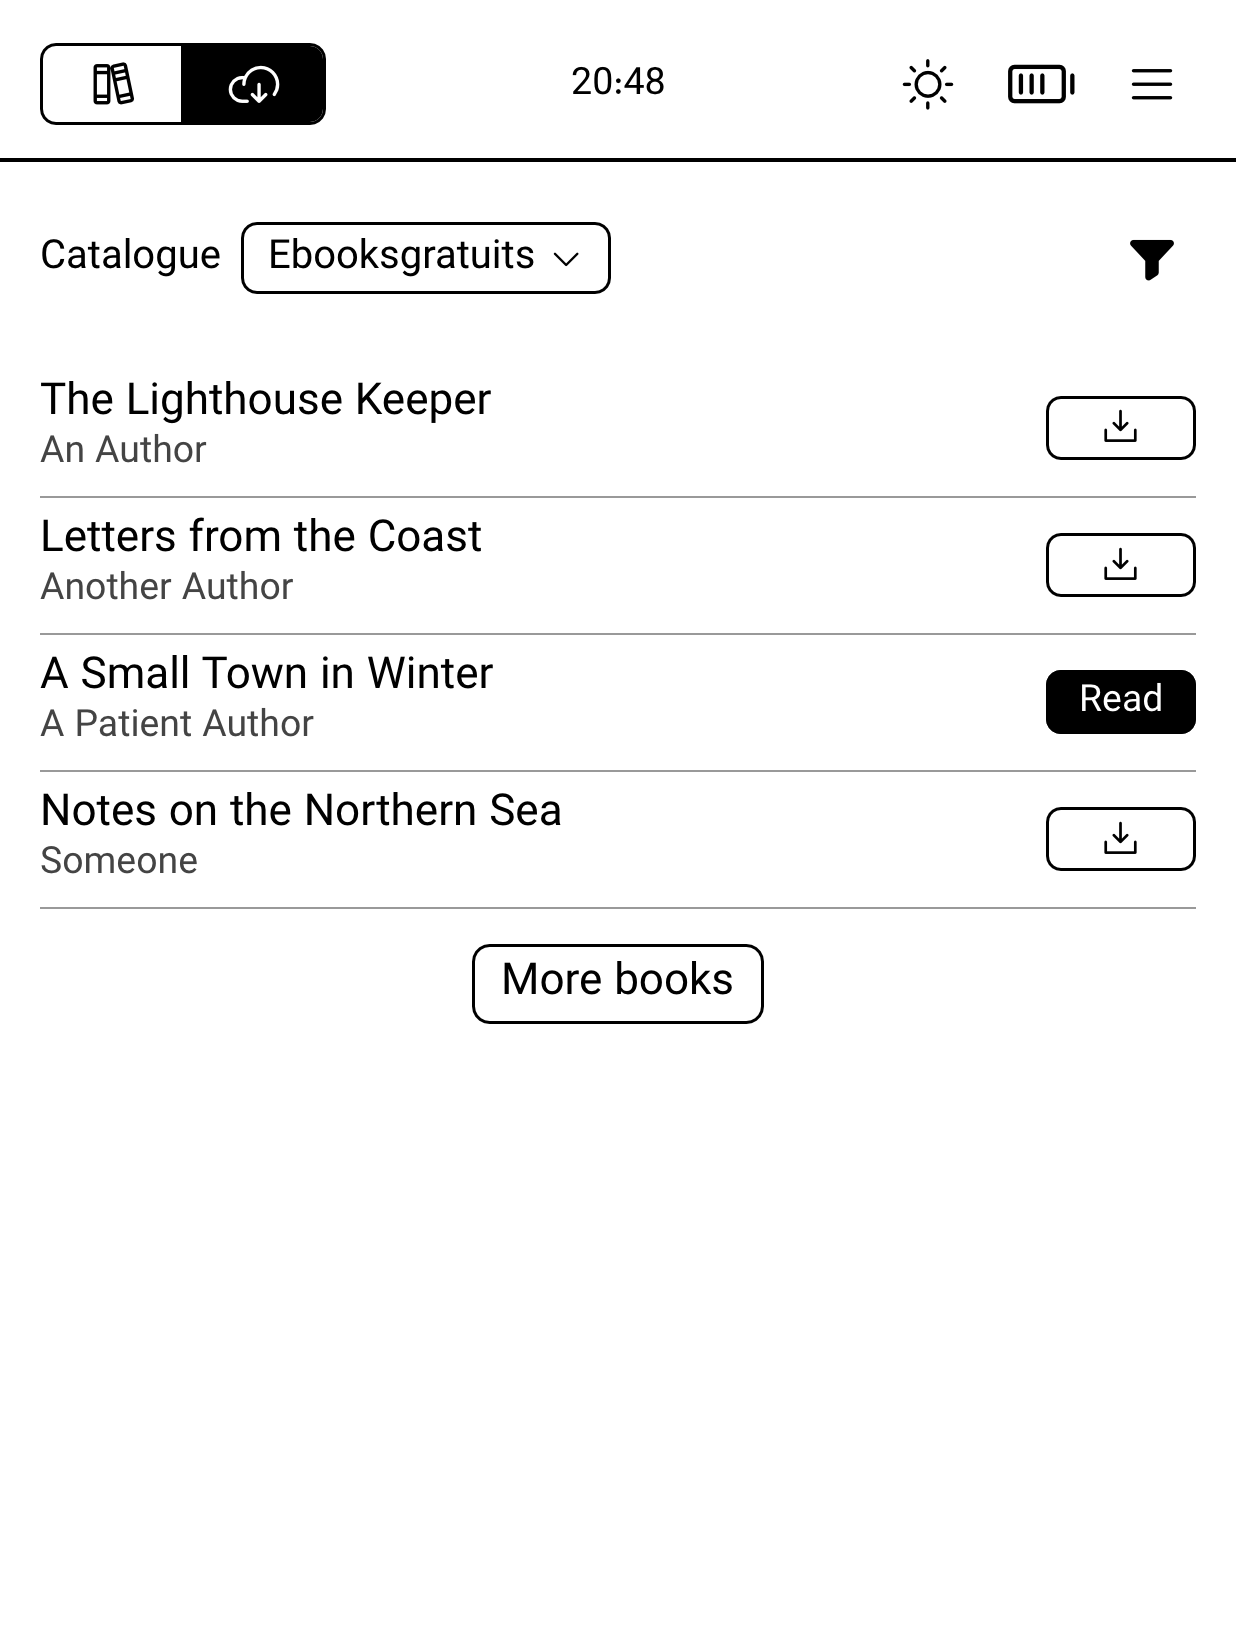 20:48
Catalogue Ebooksgratuits
The Lighthouse Keeper
An Author
Letters from the Coast
Another Author
A Small Town in Winter
A Patient Author
Read
Notes on the Northern Sea
Someone
More books